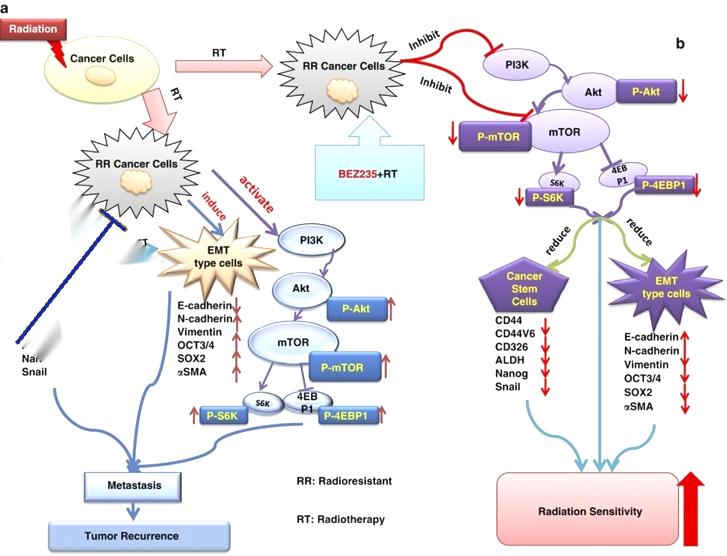 a
Radiation
Cancer Cells
RT
RR Cancer Cells
Inhibit
Inhibit
PI3K
b
Akt
P-Akt
P-mTOR
mTOR
S6K
P-S6K
4EB
P1
P-4EBP1
BEZ235+RT
RT
RR Cancer Cells
induce
activate
EMT
type cells
PI3K
Akt
P-Akt
mTOR
P-mTOR
S6K
4EB
P1
P-S6K
P-4EBP1
E-cadherin
N-cadherin
Vimentin
OCT3/4
SOX2
αSMA
Snail
reduce
reduce
Cancer
Stem
Cells
EMT
type cells
CD44
CD44V6
CD326
ALDH
Nanog
Snail
E-cadherin
N-cadherin
Vimentin
OCT3/4
SOX2
αSMA
Metastasis
Tumor Recurrence
RR: Radioresistant
RT: Radiotherapy
Radiation Sensitivity